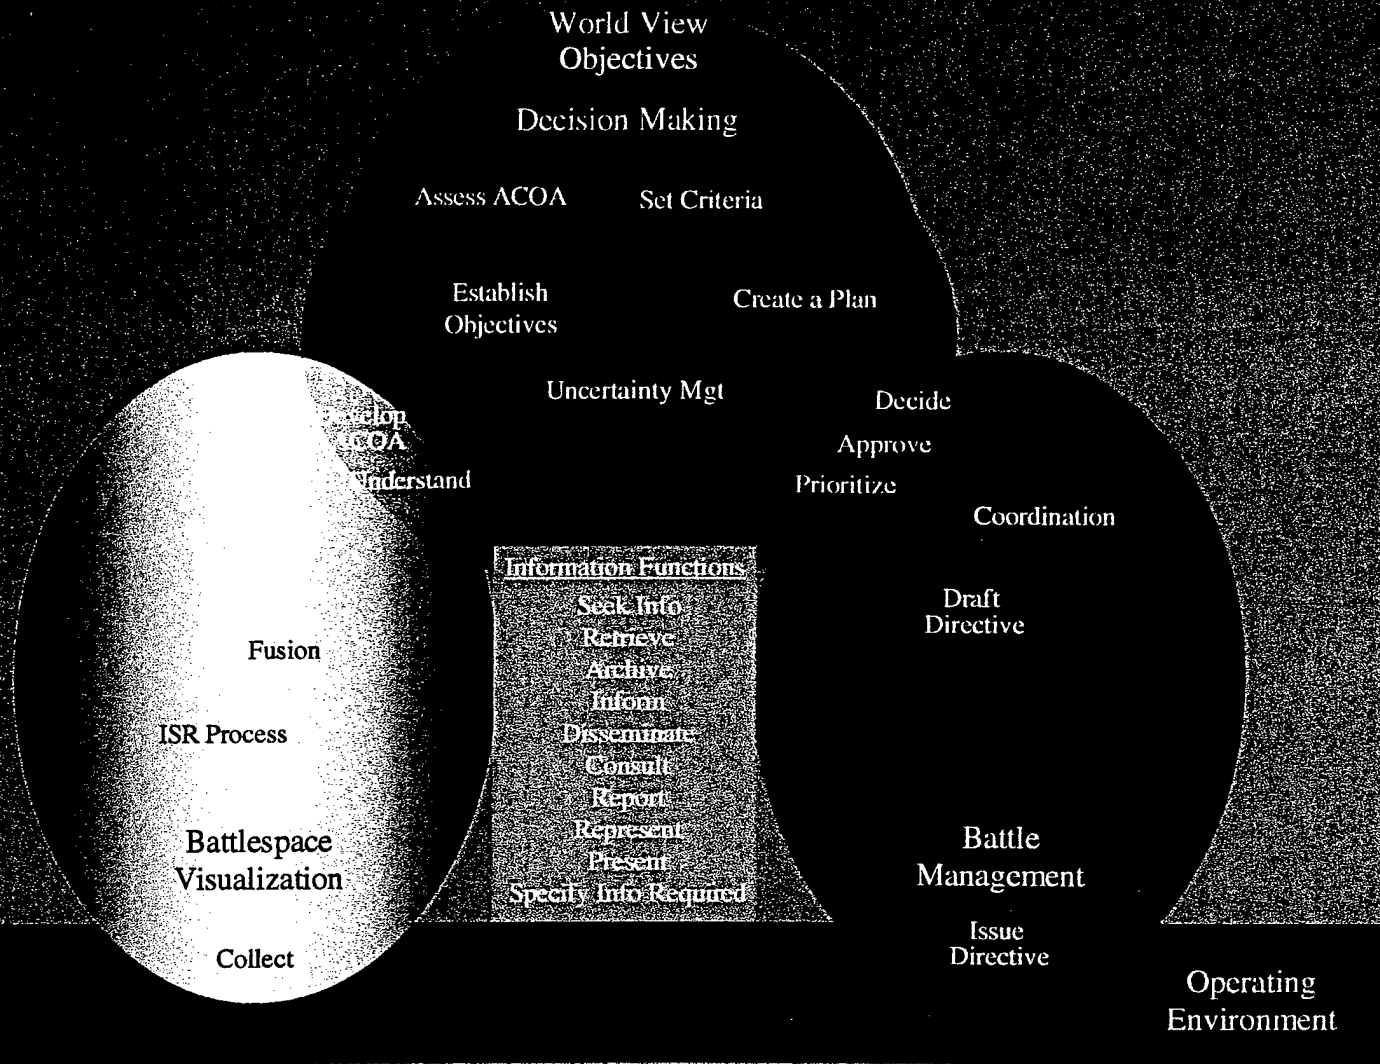 World View
Objectives
Decision Making
Assess ACOA
Set Criteria
Establish
Objectives
Create a Plan
Uncertainty Mgt
Decide
Develop
ACOA
Approve
Understand
Prioritize
Coordination
Information Functions
Seek Info
Retrieve
Archive
Inform
Disseminate
Consult
Report
Represent
Present
Specify Info Required
Draft
Directive
Fusion
ISR Process
Battlespace
Visualization
Collect
Battle
Management
Issue
Directive
Operating
Environment